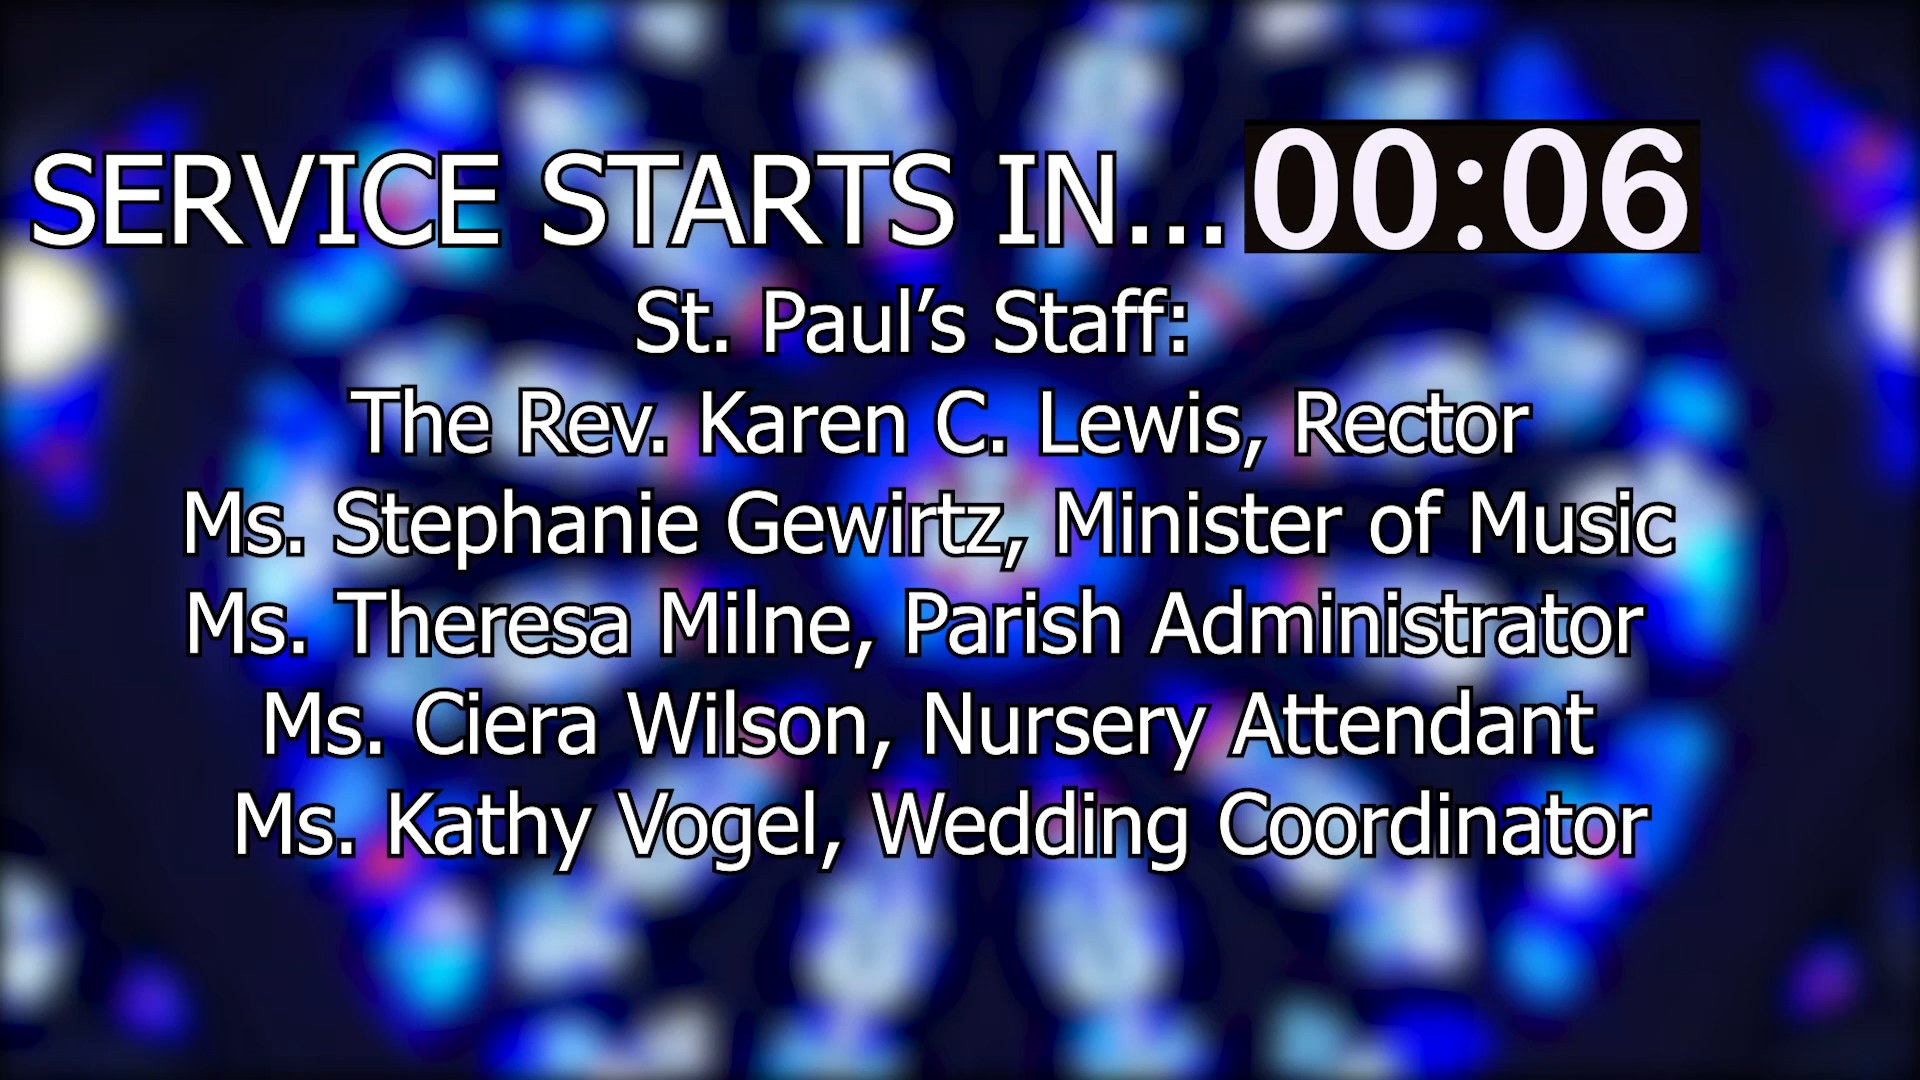 SERVICE STARTS IN... 00:06
St. Paul’s Staff:
The Rev. Karen C. Lewis, Rector
Ms. Stephanie Gewirtz, Minister of Music
Ms. Theresa Milne, Parish Administrator
Ms. Ciera Wilson, Nursery Attendant
Ms. Kathy Vogel, Wedding Coordinator